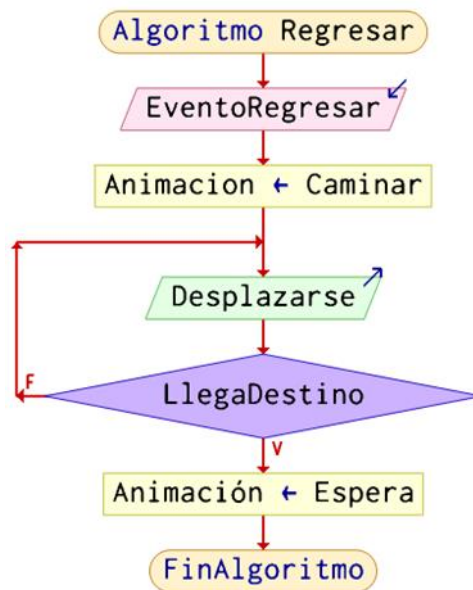 Algoritmo Regresar
EventoRegresar
Animacion ← Caminar
Desplazarse
LlegaDestino
F
V
Animación ← Espera
FinAlgoritmo